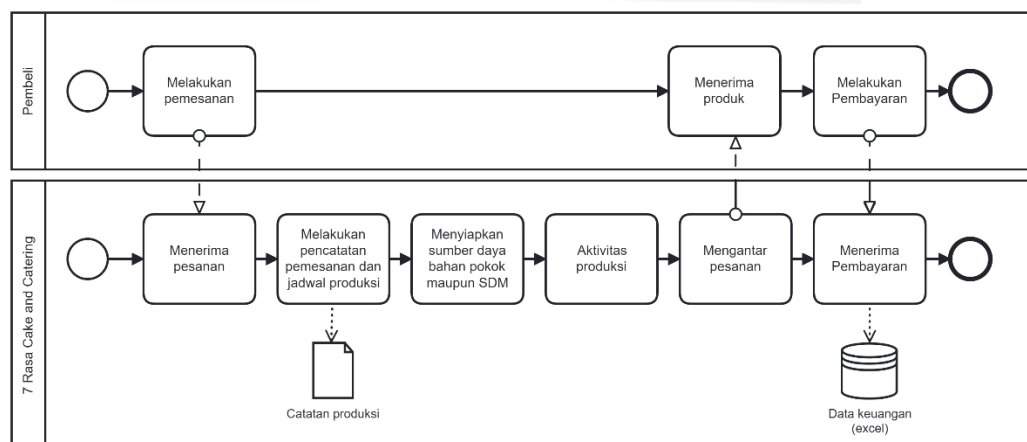 Pembeli
Melakukan
pemesanan
Menerima
produk
Melakukan
Pembayaran
7 Rasa Cake and Catering
Menerima
pesanan
Melakukan
pencatatan
pemesanan dan
jadwal produksi
Menyiapkan
sumber daya
bahan pokok
maupun SDM
Aktivitas
produksi
Mengantar
pesanan
Menerima
Pembayaran
Catatan produksi
Data keuangan
(excel)